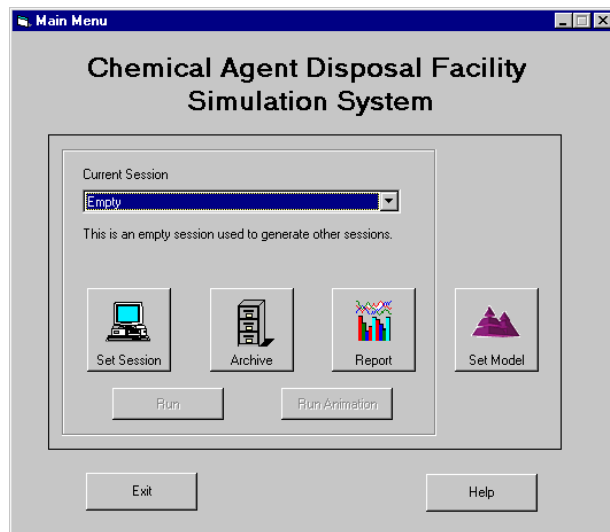 Main Menu
Chemical Agent Disposal Facility
Simulation System
Current Session
Empty
This is an empty session used to generate other sessions.
Set Session
Archive
Report
Set Model
Run
Run Animation
Exit
Help